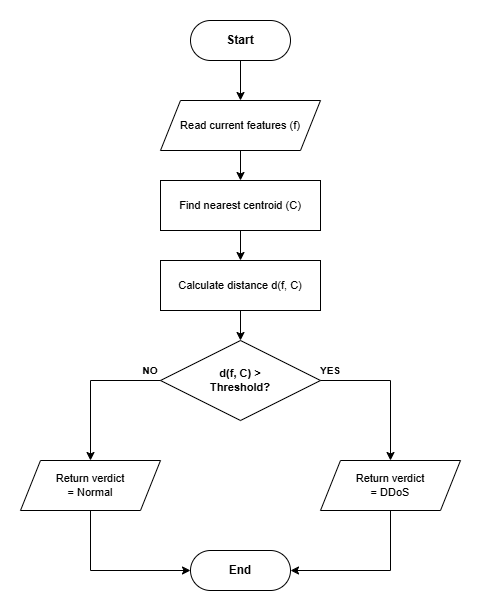 Start
Read current features (f)
Find nearest centroid (C)
Calculate distance d(f, C)
d(f, C) >
Threshold?
NO
YES
Return verdict
= Normal
Return verdict
= DDoS
End